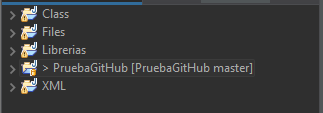 Class
Files
Librerias
> PruebaGitHub [PruebaGitHub master]
XML